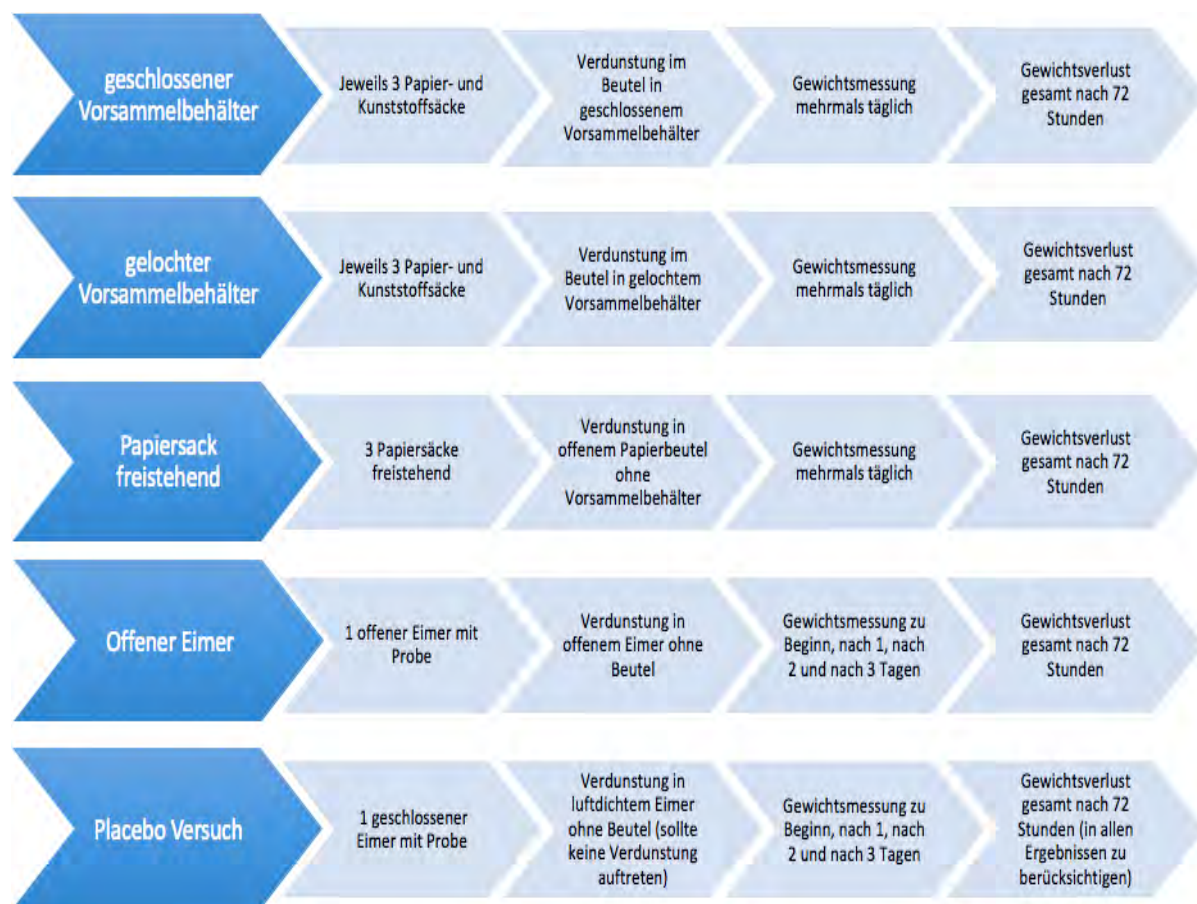 geschlossener
Vorsammelbehälter
Jeweils 3 Papier- und
Kunststoffsäcke
Verdunstung im
Beutel in
geschlossenem
Vorsammelbehälter
Gewichtsmessung
mehrmals täglich
Gewichtsverlust
gesamt nach 72
Stunden
gelochter
Vorsammelbehälter
Jeweils 3 Papier- und
Kunststoffsäcke
Verdunstung im
Beutel in gelochtem
Vorsammelbehälter
Gewichtsmessung
mehrmals täglich
Gewichtsverlust
gesamt nach 72
Stunden
Papiersack
freistehend
3 Papiersäcke
freistehend
Verdunstung in
offenem Papierbeutel
ohne
Vorsammelbehälter
Gewichtsmessung
mehrmals täglich
Gewichtsverlust
gesamt nach 72
Stunden
Offener Eimer
1 offener Eimer mit
Probe
Verdunstung in
offenem Eimer ohne
Beutel
Gewichtsmessung zu
Beginn, nach 1, nach
2 und nach 3 Tagen
Gewichtsverlust
gesamt nach 72
Stunden
Placebo Versuch
1 geschlossener
Eimer mit Probe
Verdunstung in
luftdichtem Eimer
ohne Beutel (sollte
keine Verdunstung
auftreten)
Gewichtsmessung zu
Beginn, nach 1, nach
2 und nach 3 Tagen
Gewichtsverlust
gesamt nach 72
Stunden (in allen
Ergebnissen zu
berücksichtigen)